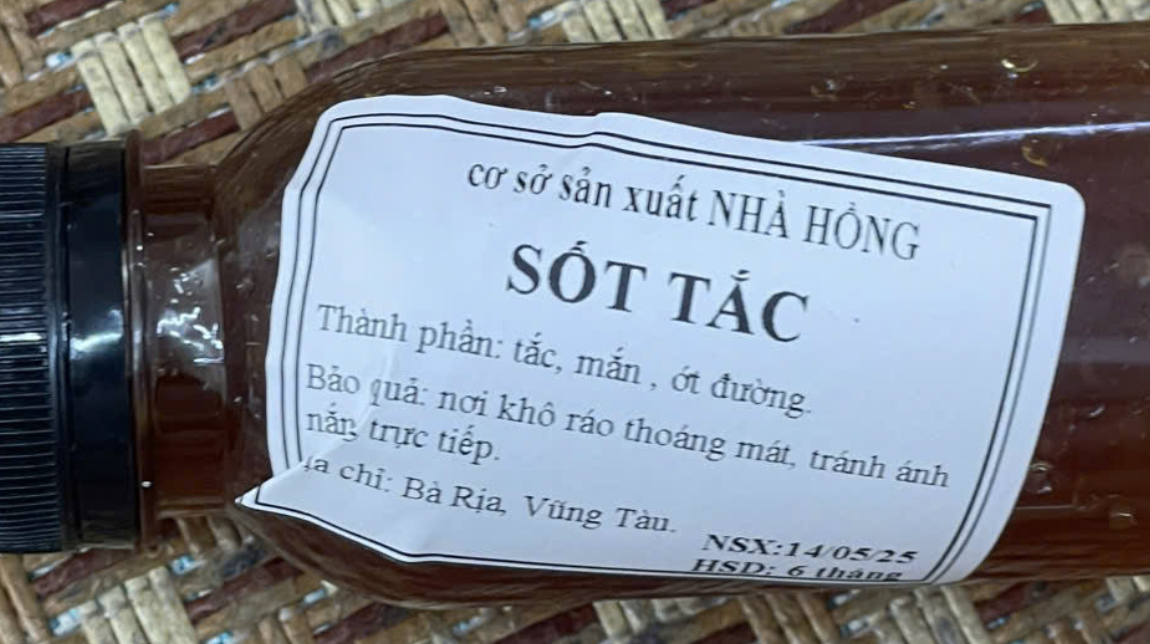 cơ sở sản xuất NHÀ HỒNG
SỐT TẮC
Thành phần: tắc, mắn , ớt đường.
Bảo quả: nơi khô ráo thoáng mát, tránh ánh
nắn trực tiếp.
chỉ: Bà Rịa, Vũng Tàu.
NSX:14/05/25
HSD: 6 tháng